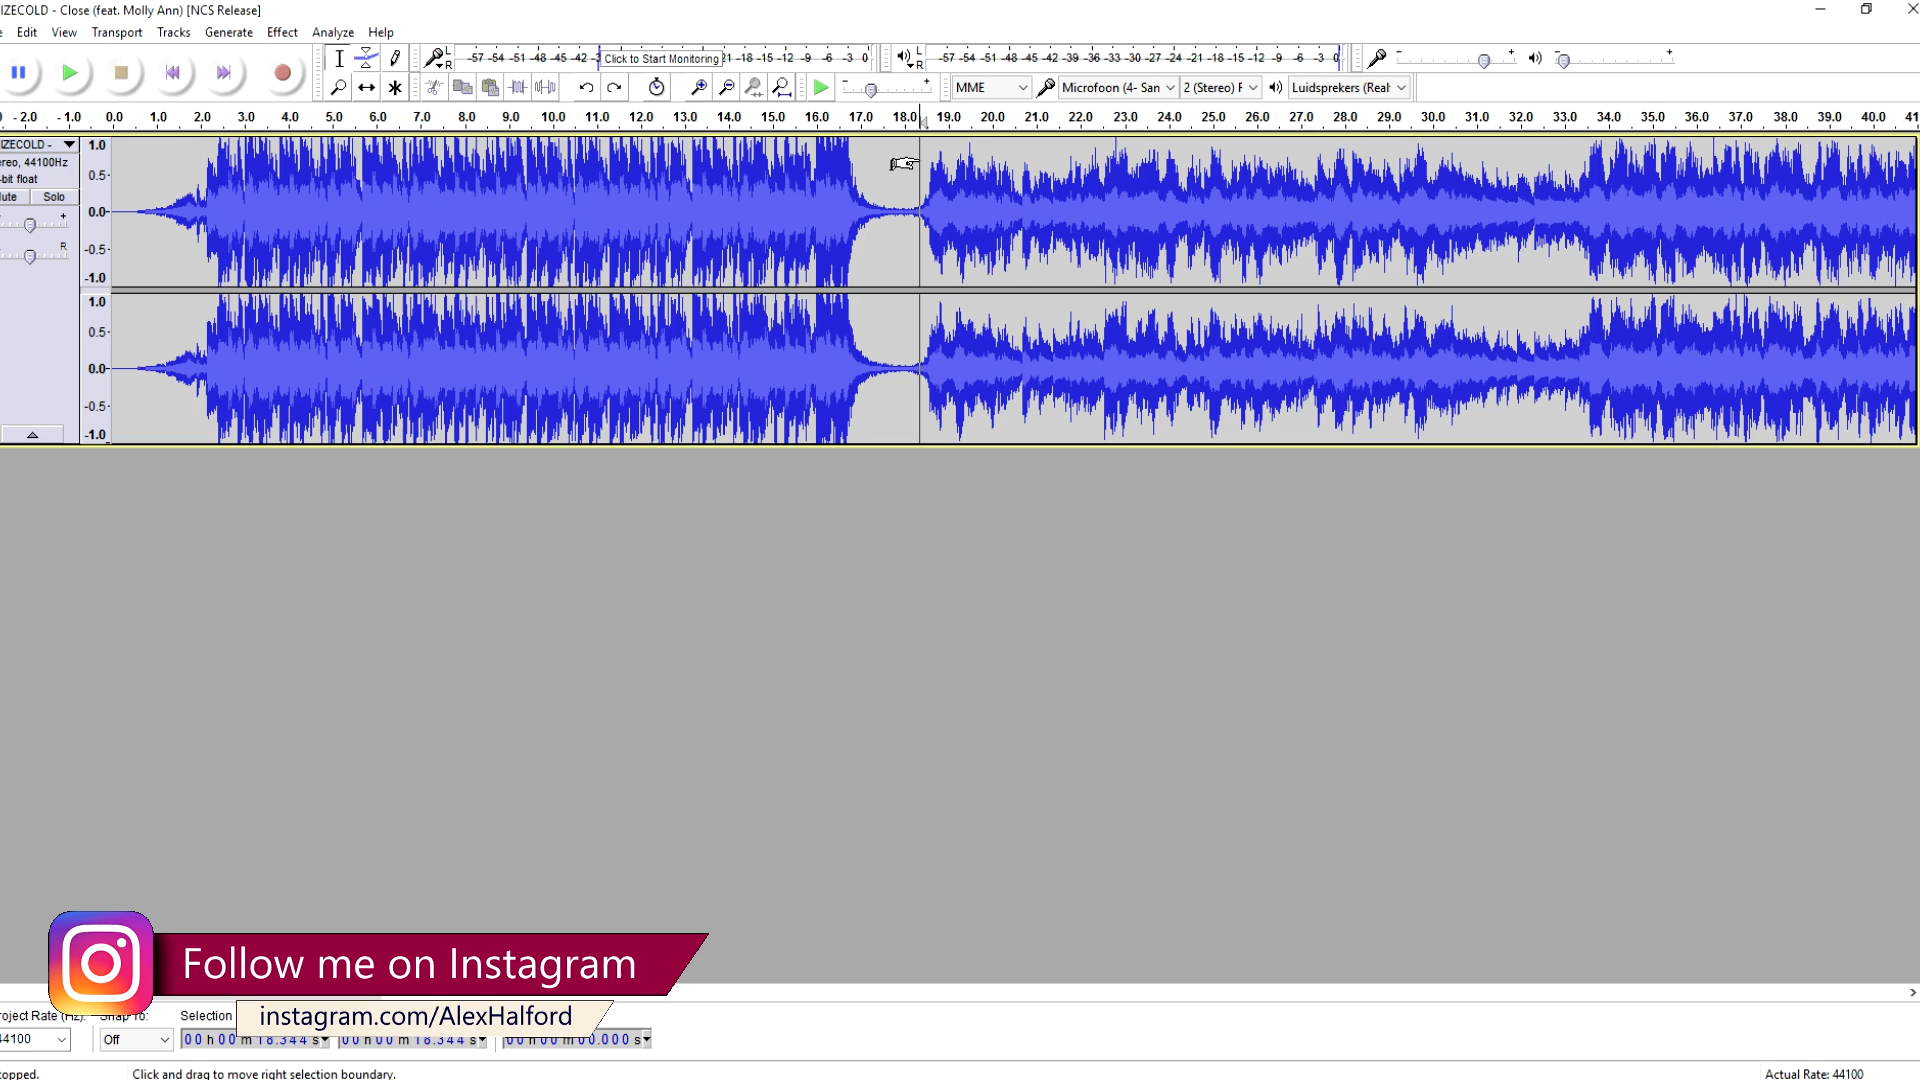 IZECOLD - Close (feat. Molly Ann) [NCS Release]
Edit View Transport Tracks Generate Effect Analyze Help
L R -57 -54 -51 -48 -45 -42 -3 Click to Start Monitoring 21 -18 -15 -12 -9 -6 -3 0 L R -57 -54 -51 -48 -45 -42 -39 -36 -33 -30 -27 -24 -21 -18 -15 -12 -9 -6 -3 0 - + - +
- + MME Microfoon (4- San 2 (Stereo) F Luidsprekers (Real
0 -2.0 -1.0 0.0 1.0 2.0 3.0 4.0 5.0 6.0 7.0 8.0 9.0 10.0 11.0 12.0 13.0 14.0 15.0 16.0 17.0 18.0 19.0 20.0 21.0 22.0 23.0 24.0 25.0 26.0 27.0 28.0 29.0 30.0 31.0 32.0 33.0 34.0 35.0 36.0 37.0 38.0 39.0 40.0 41
IZECOLD - 1.0
ereo, 44100Hz
-bit float 0.5
lute Solo
- + 0.0
R -0.5
-1.0
1.0
0.5
0.0
-0.5
-1.0
Follow me on Instagram
instagram.com/AlexHalford
roject Rate (Hz): Snap To: Selection
44100 Off 00 h 00 m 18.344 s 00 h 00 m 18.344 s 00 h 00 m 00.000 s
topped. Click and drag to move right selection boundary. Actual Rate: 44100